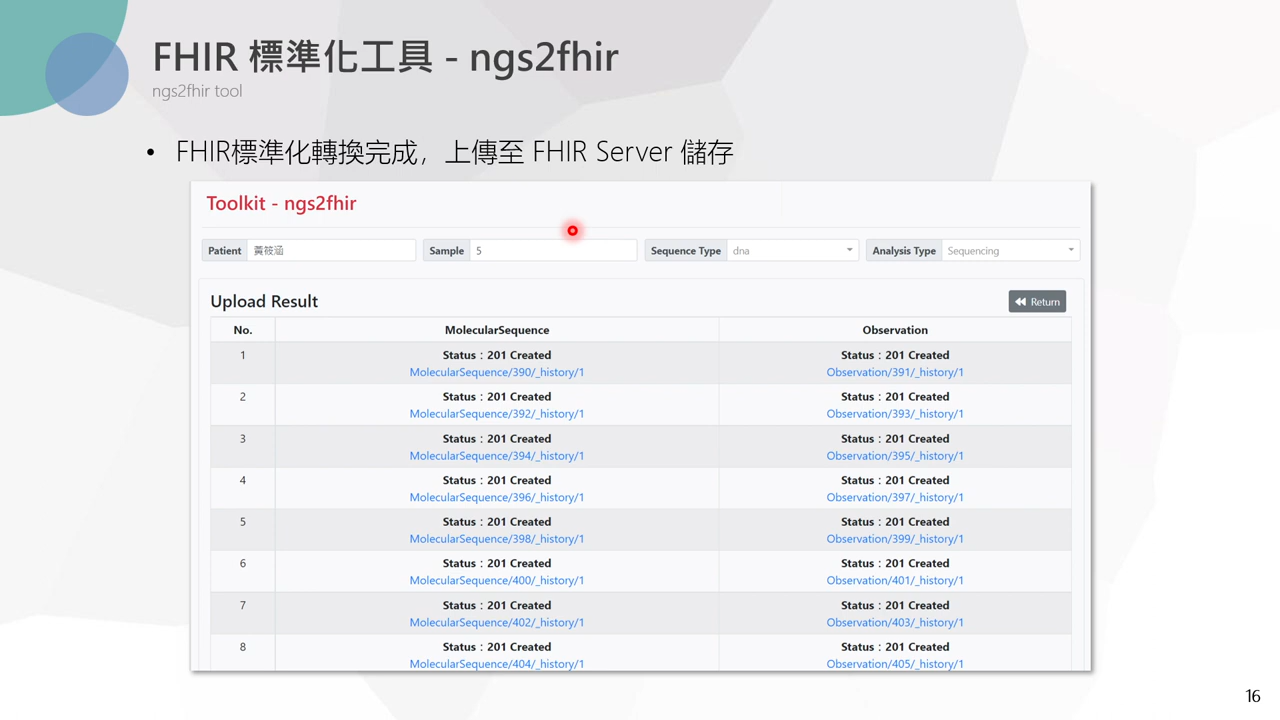 FHIR 標準化工具 - ngs2fhir
ngs2fhir tool
• FHIR標準化轉換完成，上傳至 FHIR Server 儲存
Toolkit - ngs2fhir
Patient 黃筱涵 Sample 5 Sequence Type dna Analysis Type Sequencing
Upload Result Return
No. MolecularSequence Observation
1 Status：201 Created Status：201 Created
MolecularSequence/390/_history/1 Observation/391/_history/1
2 Status：201 Created Status：201 Created
MolecularSequence/392/_history/1 Observation/393/_history/1
3 Status：201 Created Status：201 Created
MolecularSequence/394/_history/1 Observation/395/_history/1
4 Status：201 Created Status：201 Created
MolecularSequence/396/_history/1 Observation/397/_history/1
5 Status：201 Created Status：201 Created
MolecularSequence/398/_history/1 Observation/399/_history/1
6 Status：201 Created Status：201 Created
MolecularSequence/400/_history/1 Observation/401/_history/1
7 Status：201 Created Status：201 Created
MolecularSequence/402/_history/1 Observation/403/_history/1
8 Status：201 Created Status：201 Created
MolecularSequence/404/_history/1 Observation/405/_history/1
16